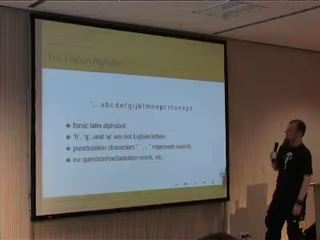 The Lojban Alphabet
' , . a b c d e f g i j k l m n o p r s t u v x y z
basic latin alphabet
'h', 'q', and 'w' are not Lojban letters
punctuation characters "' , ." represent sounds
no question/exclamation mark, etc.